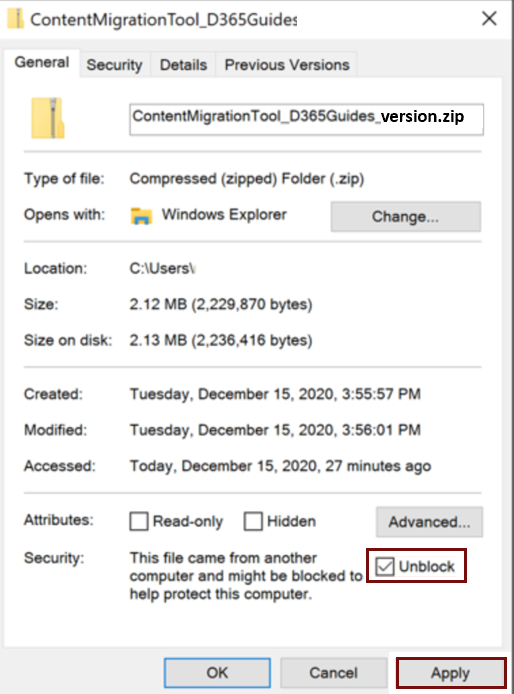 ContentMigrationTool_D365Guides
General Security Details Previous Versions
ContentMigrationTool_D365Guides_version.zip
Type of file: Compressed (zipped) Folder (.zip)
Opens with: Windows Explorer Change...
Location: C:\Users\
Size: 2.12 MB (2,229,870 bytes)
Size on disk: 2.13 MB (2,236,416 bytes)
Created: Tuesday, December 15, 2020, 3:55:57 PM
Modified: Tuesday, December 15, 2020, 3:56:01 PM
Accessed: Today, December 15, 2020, 27 minutes ago
Attributes: Read-only Hidden Advanced...
Security: This file came from another
computer and might be blocked to Unblock
help protect this computer.
OK Cancel Apply